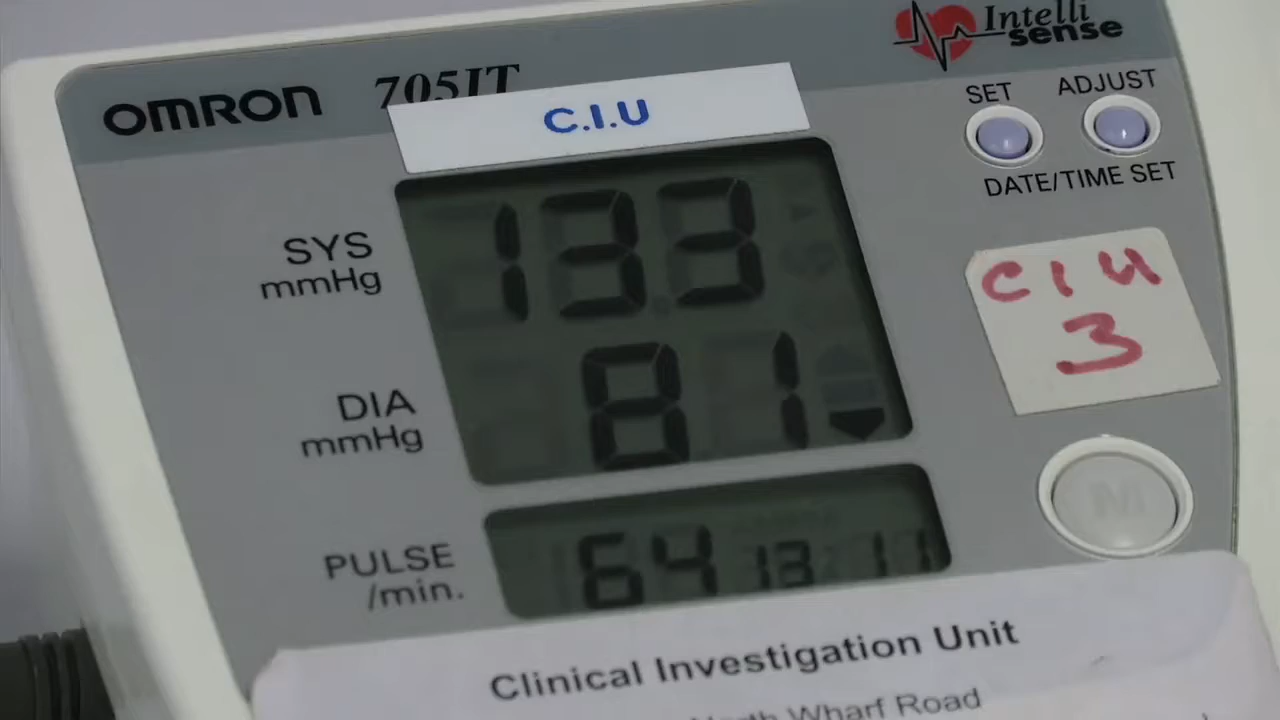 Intelli
sense
OMRON
705IT
C.I.U
SET
ADJUST
DATE/TIME SET
SYS
mmHg
133
CIU
3
DIA
mmHg
81
M
PULSE
/min.
64 13 11
Clinical Investigation Unit
Wharf Road